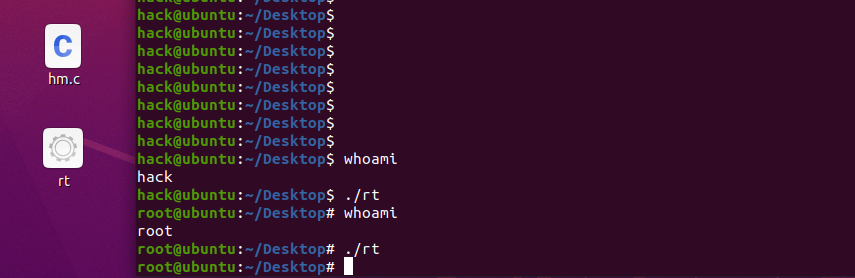 hack@ubuntu:~/Desktop$
hack@ubuntu:~/Desktop$
hack@ubuntu:~/Desktop$
hack@ubuntu:~/Desktop$
hack@ubuntu:~/Desktop$
hack@ubuntu:~/Desktop$
hack@ubuntu:~/Desktop$
hack@ubuntu:~/Desktop$
hack@ubuntu:~/Desktop$ whoami
hack
hack@ubuntu:~/Desktop$ ./rt
root@ubuntu:~/Desktop# whoami
root
root@ubuntu:~/Desktop# ./rt
root@ubuntu:~/Desktop#
C
hm.c
rt